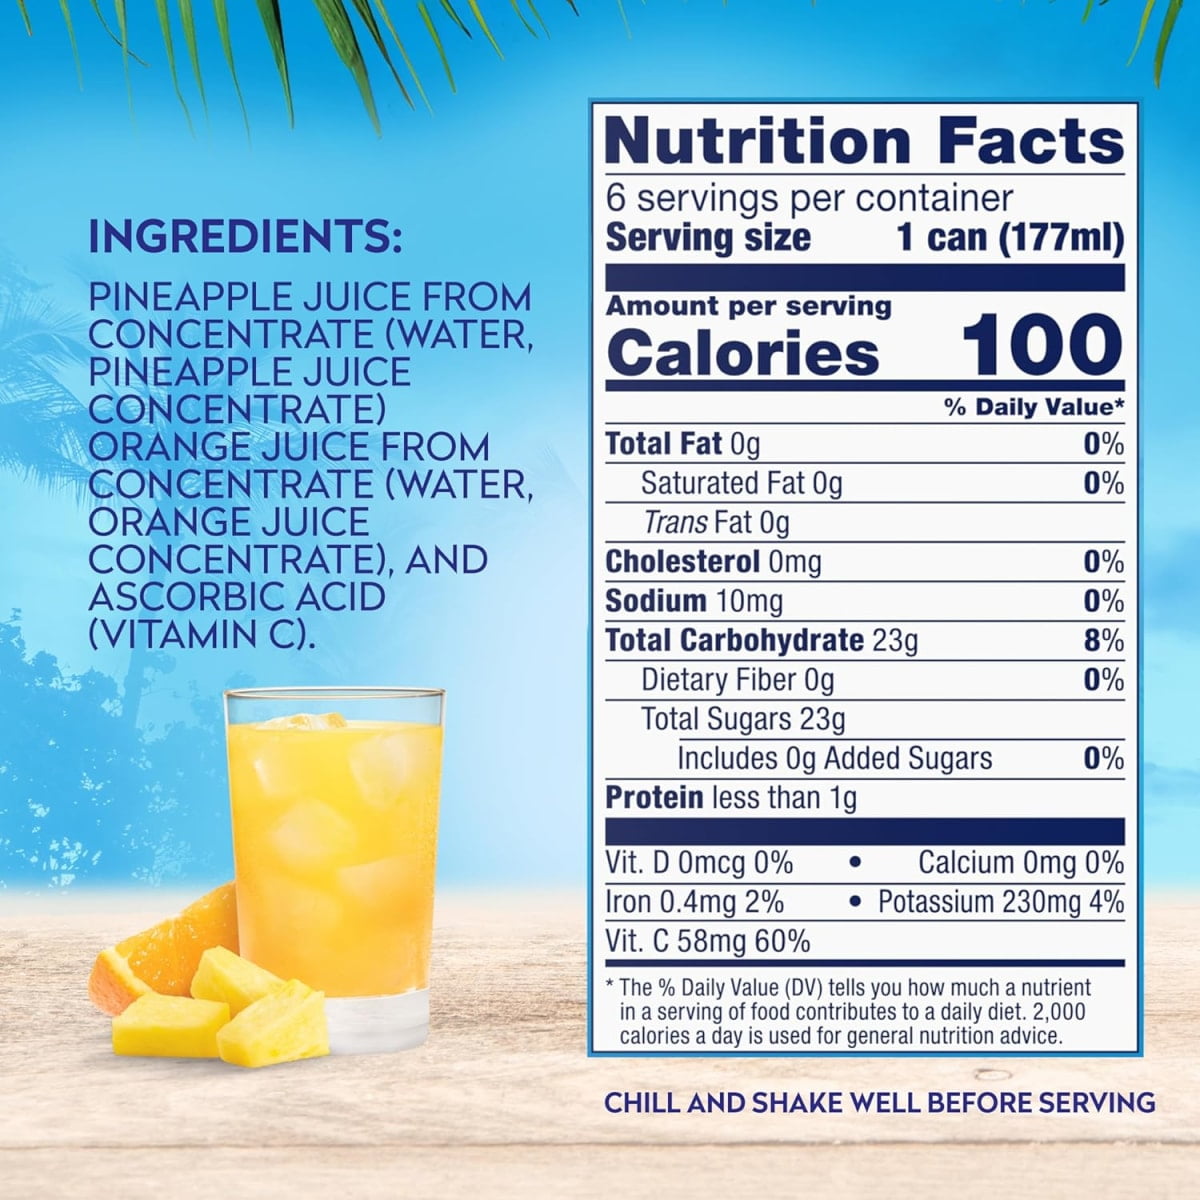 INGREDIENTS:
PINEAPPLE JUICE FROM
CONCENTRATE (WATER,
PINEAPPLE JUICE
CONCENTRATE)
ORANGE JUICE FROM
CONCENTRATE (WATER,
ORANGE JUICE
CONCENTRATE), AND
ASCORBIC ACID
(VITAMIN C).
Nutrition Facts
6 servings per container
Serving size 1 can (177ml)
Amount per serving
Calories 100
% Daily Value*
Total Fat 0g 0%
Saturated Fat 0g 0%
Trans Fat 0g
Cholesterol 0mg 0%
Sodium 10mg 0%
Total Carbohydrate 23g 8%
Dietary Fiber 0g 0%
Total Sugars 23g
Includes 0g Added Sugars 0%
Protein less than 1g
Vit. D 0mcg 0% • Calcium 0mg 0%
Iron 0.4mg 2% • Potassium 230mg 4%
Vit. C 58mg 60%
* The % Daily Value (DV) tells you how much a nutrient
in a serving of food contributes to a daily diet. 2,000
calories a day is used for general nutrition advice.
CHILL AND SHAKE WELL BEFORE SERVING